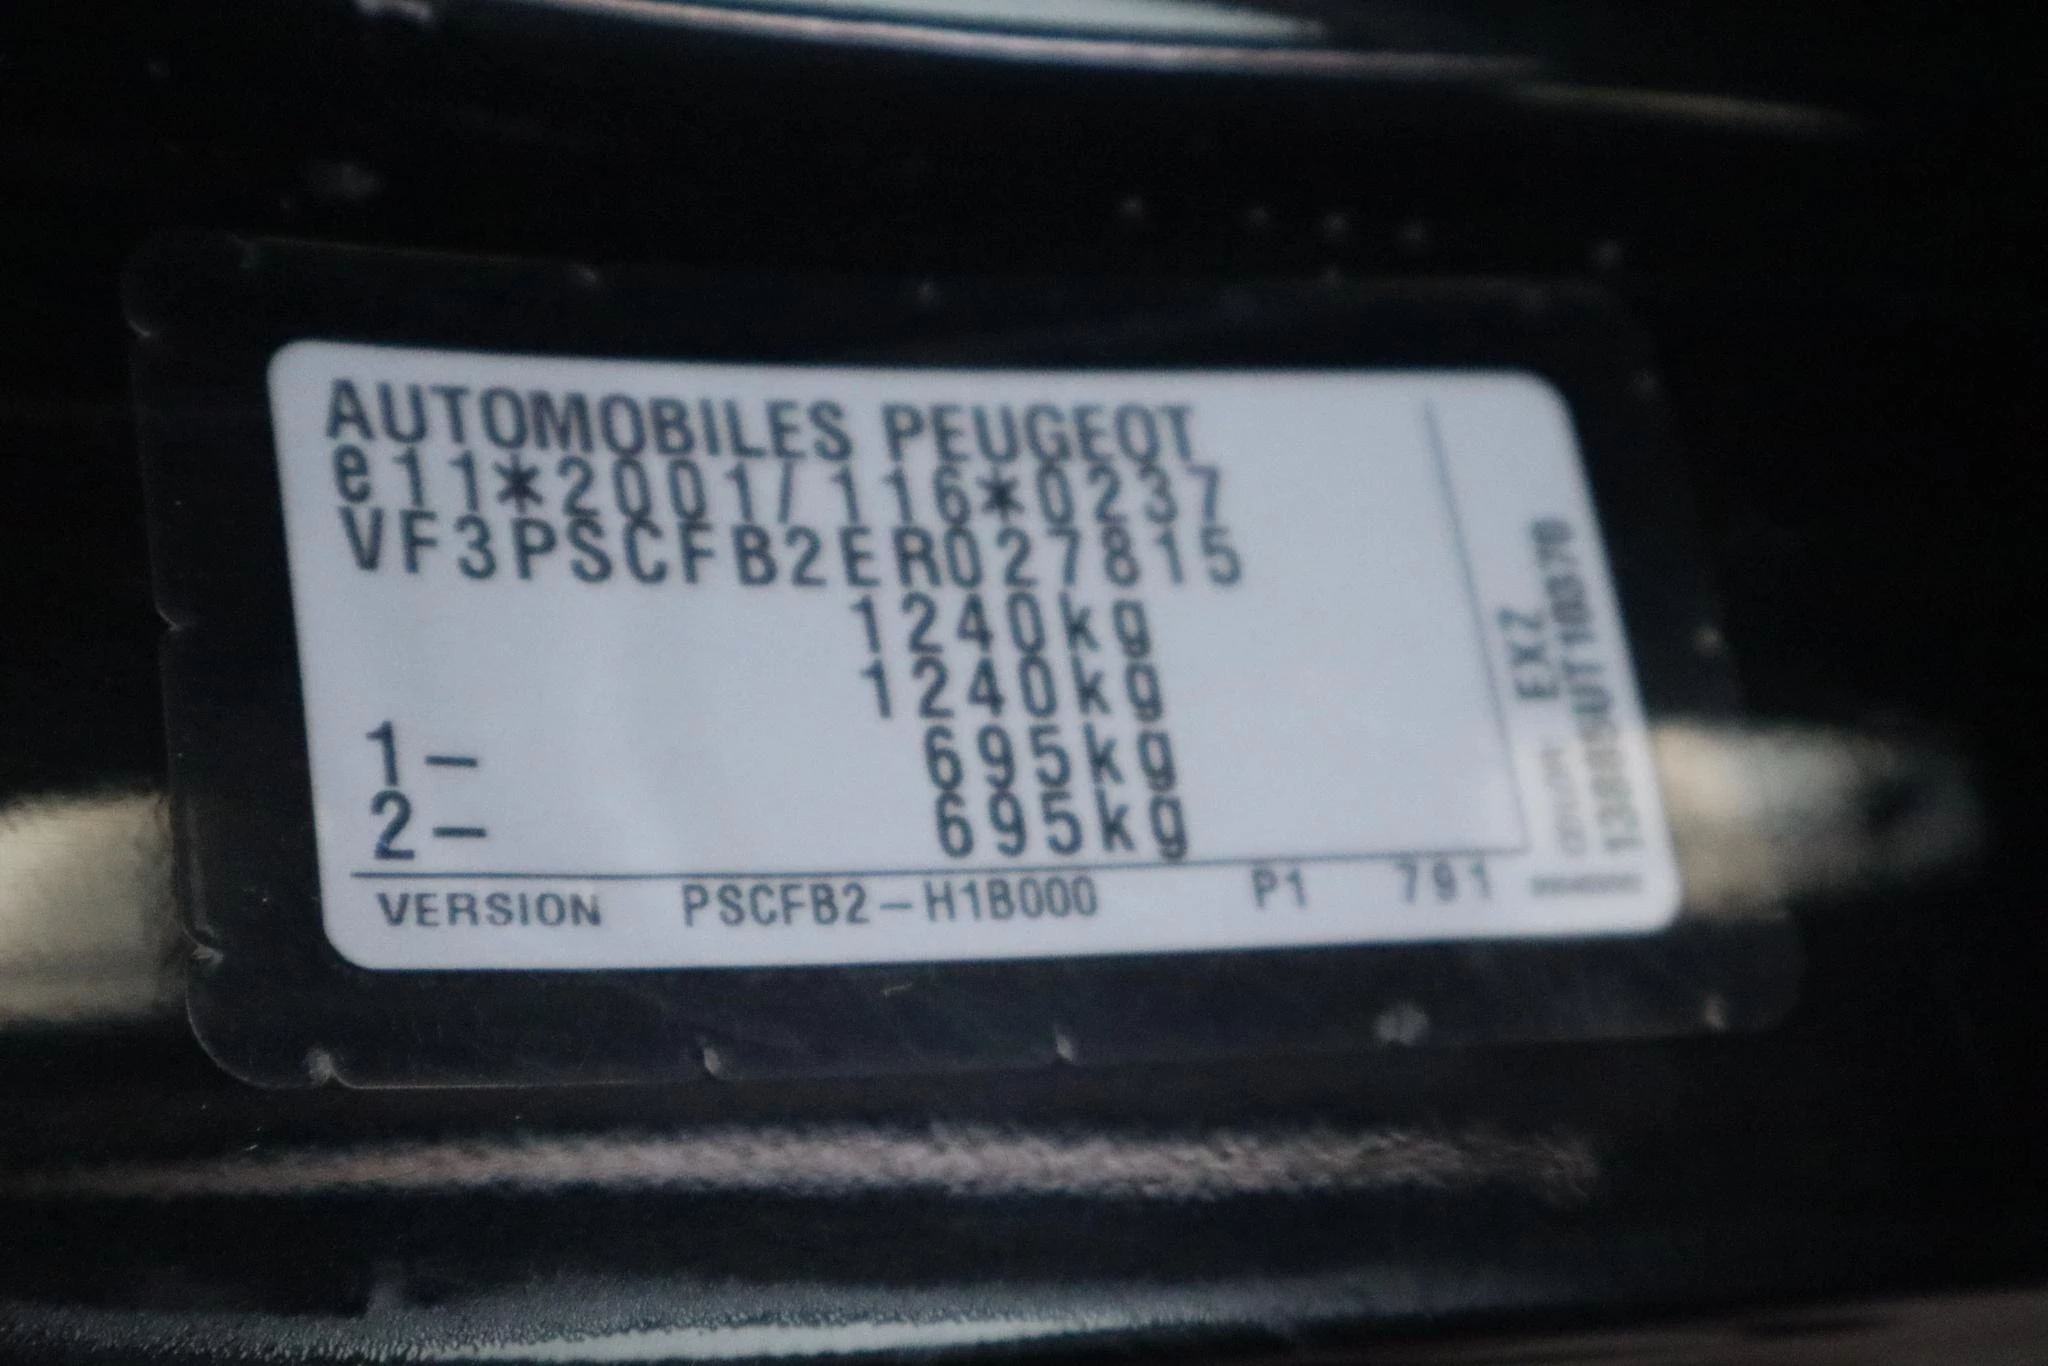 AUTOMOBILES PEUGEOT
e11*2001/116*0237
VF3PSCFB2ER027815
1240kg
1240kg
1- 695kg
2- 695kg
VERSION PSCFB2-H1B000 P1 791
EXZ